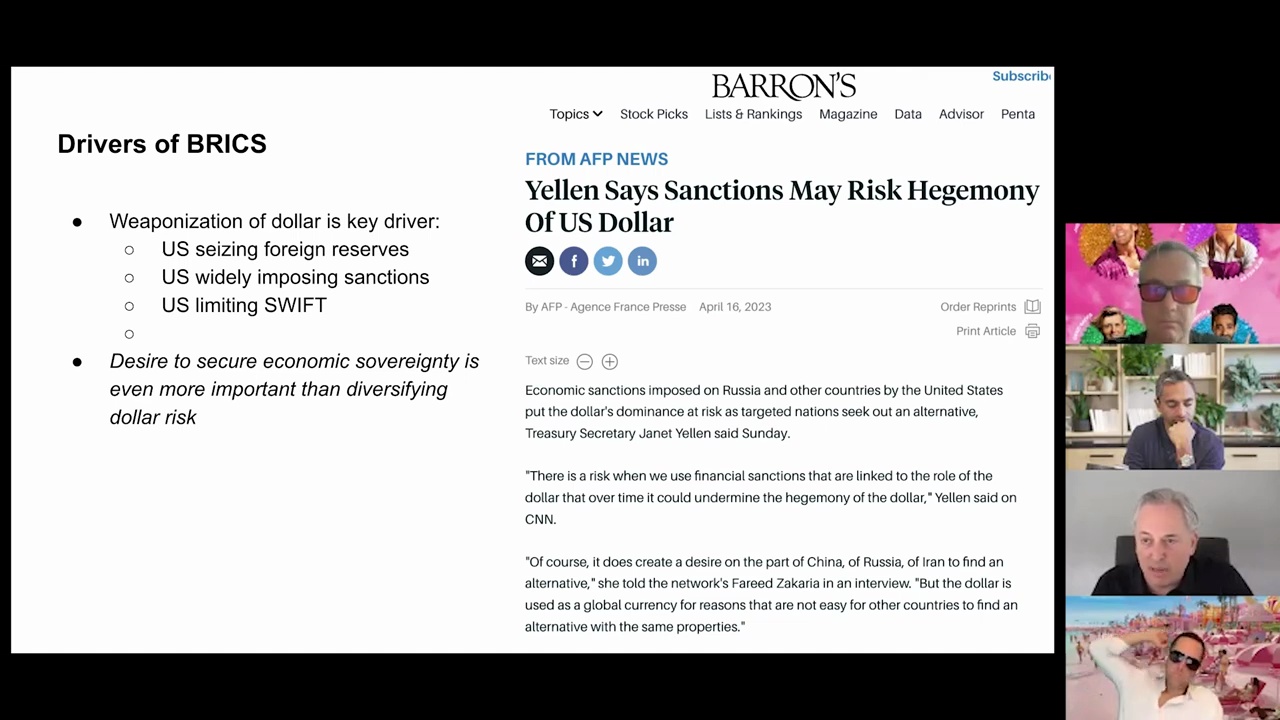 Drivers of BRICS
● Weaponization of dollar is key driver:
○ US seizing foreign reserves
○ US widely imposing sanctions
○ US limiting SWIFT
○
● Desire to secure economic sovereignty is
even more important than diversifying
dollar risk
BARRON'S
Subscrib
Topics Stock Picks Lists & Rankings Magazine Data Advisor Penta
FROM AFP NEWS
Yellen Says Sanctions May Risk Hegemony
Of US Dollar
f in
By AFP - Agence France Presse April 16, 2023
Order Reprints
Print Article
Text size
Economic sanctions imposed on Russia and other countries by the United States
put the dollar's dominance at risk as targeted nations seek out an alternative,
Treasury Secretary Janet Yellen said Sunday.
"There is a risk when we use financial sanctions that are linked to the role of the
dollar that over time it could undermine the hegemony of the dollar," Yellen said on
CNN.
"Of course, it does create a desire on the part of China, of Russia, of Iran to find an
alternative," she told the network's Fareed Zakaria in an interview. "But the dollar is
used as a global currency for reasons that are not easy for other countries to find an
alternative with the same properties."